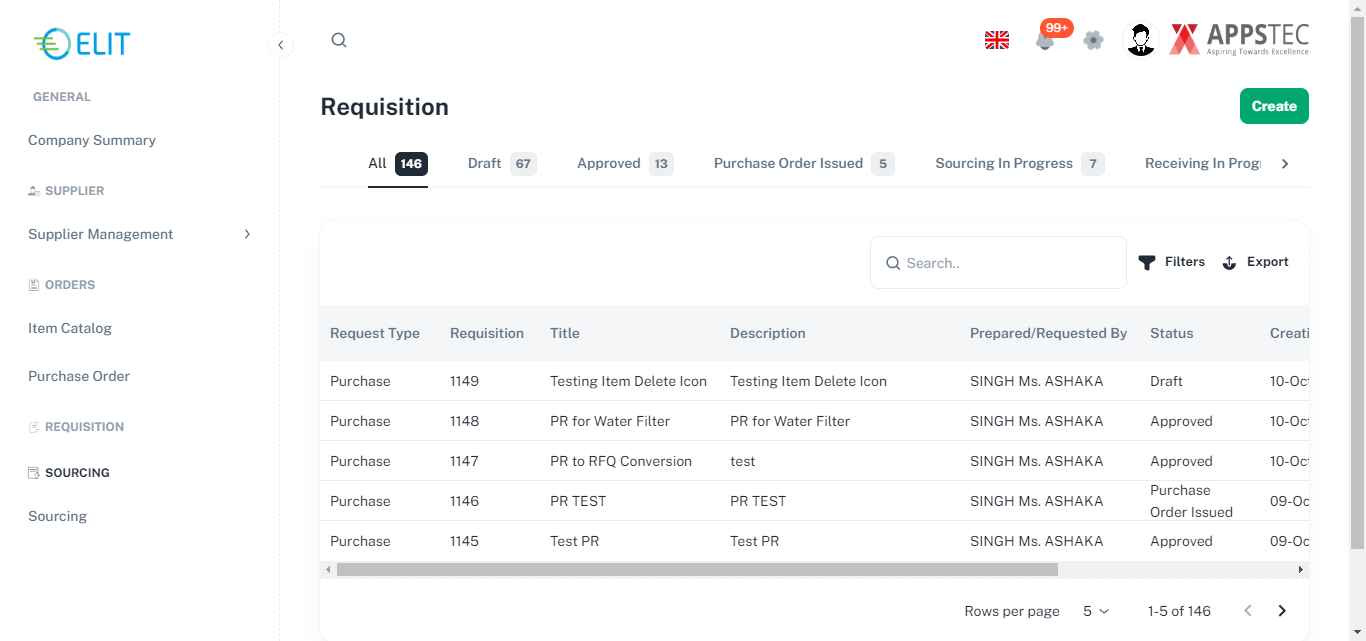 ELIT
99+
APPSTEC
Aspiring Towards Excellence
GENERAL
Company Summary
SUPPLIER
Supplier Management
ORDERS
Item Catalog
Purchase Order
REQUISITION
SOURCING
Sourcing
Requisition
Create
All 146 Draft 67 Approved 13 Purchase Order Issued 5 Sourcing In Progress 7 Receiving In Prog
Search.. Filters Export
Request Type Requisition Title Description Prepared/Requested By Status Creati
Purchase 1149 Testing Item Delete Icon Testing Item Delete Icon SINGH Ms. ASHAKA Draft 10-Oct
Purchase 1148 PR for Water Filter PR for Water Filter SINGH Ms. ASHAKA Approved 10-Oct
Purchase 1147 PR to RFQ Conversion test SINGH Ms. ASHAKA Approved 10-Oct
Purchase 1146 PR TEST PR TEST SINGH Ms. ASHAKA Purchase Order Issued 09-Oc
Purchase 1145 Test PR Test PR SINGH Ms. ASHAKA Approved 09-Oc
Rows per page 5 1-5 of 146